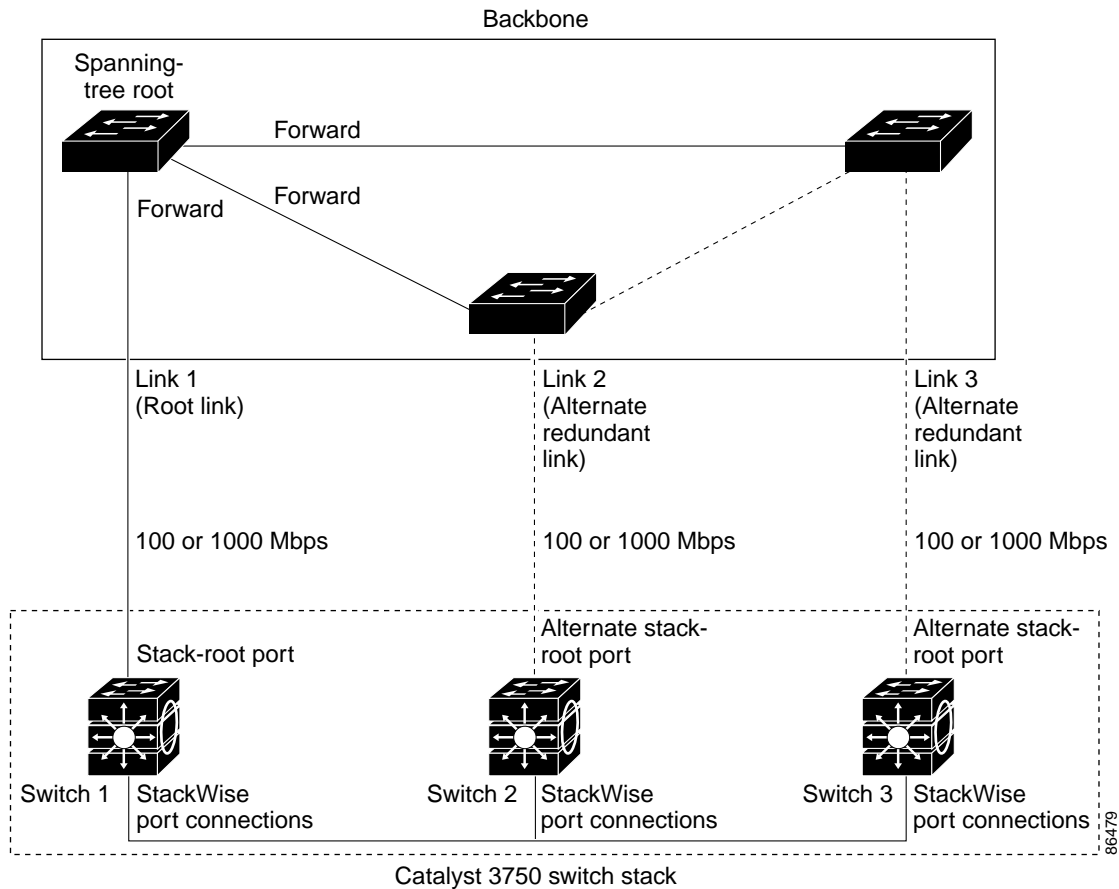 Backbone
Spanning-
tree root
Forward
Forward
Forward
Link 1
(Root link)
Link 2
(Alternate
redundant
link)
Link 3
(Alternate
redundant
link)
100 or 1000 Mbps
100 or 1000 Mbps
100 or 1000 Mbps
Stack-root port
Alternate stack-
root port
Alternate stack-
root port
Switch 1
StackWise
port connections
Switch 2
StackWise
port connections
Switch 3
StackWise
port connections
86479
Catalyst 3750 switch stack